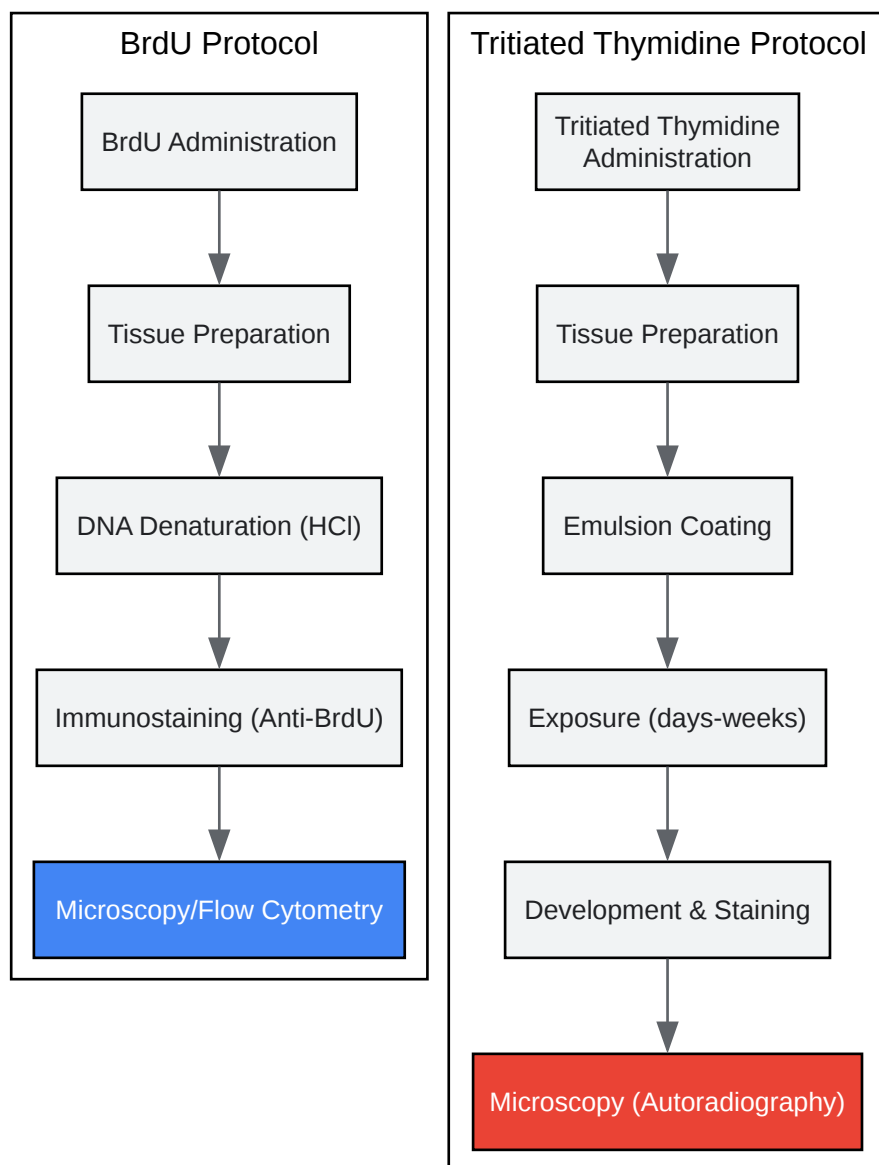 BrdU Protocol
BrdU Administration
Tissue Preparation
DNA Denaturation (HCl)
Immunostaining (Anti-BrdU)
Microscopy/Flow Cytometry
Tritiated Thymidine Protocol
Tritiated Thymidine
Administration
Tissue Preparation
Emulsion Coating
Exposure (days-weeks)
Development & Staining
Microscopy (Autoradiography)